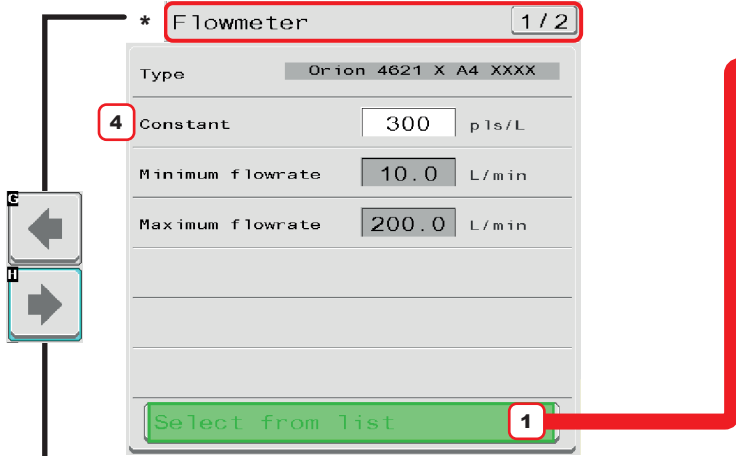 * Flowmeter 1/2
Type Orion 4621 X A4 XXXX
4 Constant 300 pls/L
Minimum flowrate 10.0 L/min
G
Maximum flowrate 200.0 L/min
H
Select from list 1